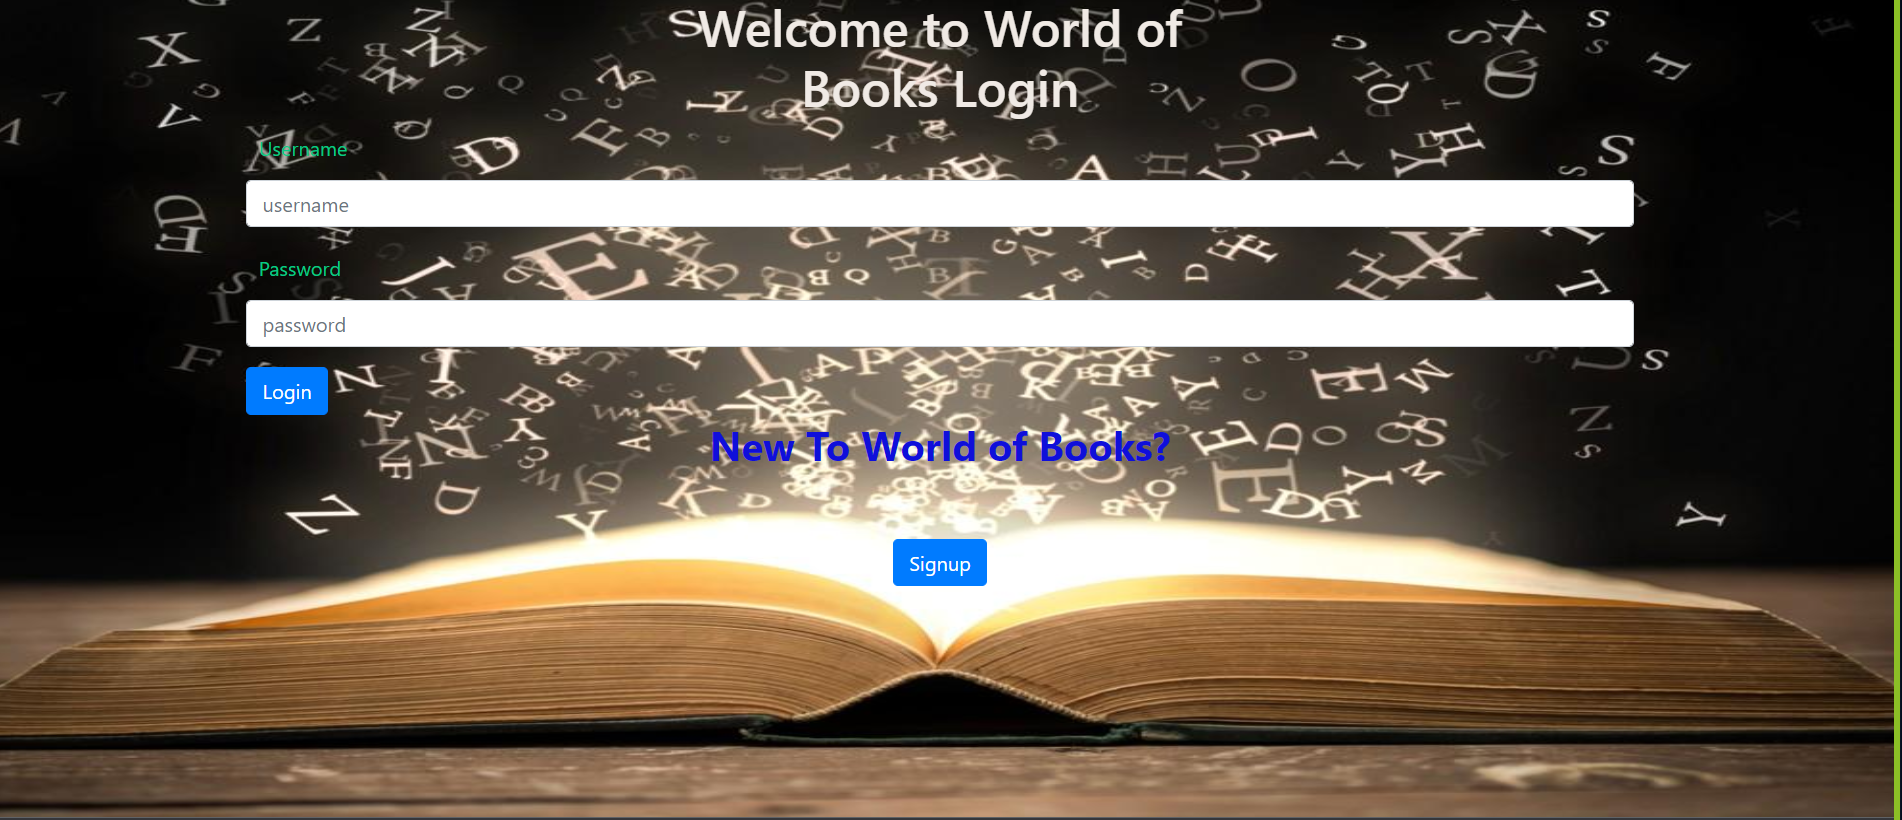 Welcome to World of
Books Login
Username
username
Password
password
Login
New To World of Books?
Signup